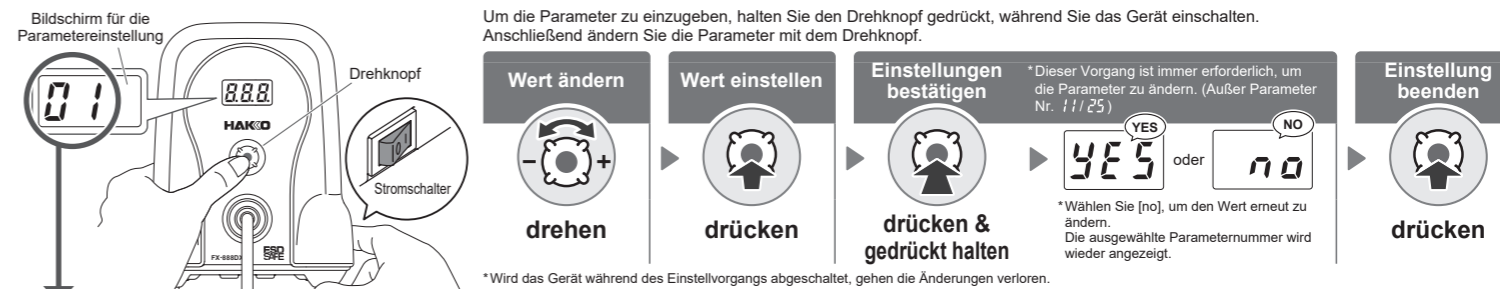 Bildschirm für die
Parametereinstellung
01
8.8.8.
HAKKO
Drehknopf
Stromschalter
FX-888DX
ESD
SAFE
Um die Parameter zu einzugeben, halten Sie den Drehknopf gedrückt, während Sie das Gerät einschalten.
Anschließend ändern Sie die Parameter mit dem Drehknopf.
Wert ändern
- +
drehen
Wert einstellen
drücken
Einstellungen
bestätigen
drücken &
gedrückt halten
*Dieser Vorgang ist immer erforderlich, um
die Parameter zu ändern. (Außer Parameter
Nr. 11/25)
YES
YES
oder
NO
no
*Wählen Sie [no], um den Wert erneut zu
ändern.
Die ausgewählte Parameternummer wird
wieder angezeigt.
Einstellung
beenden
drücken
*Wird das Gerät während des Einstellvorgangs abgeschaltet, gehen die Änderungen verloren.